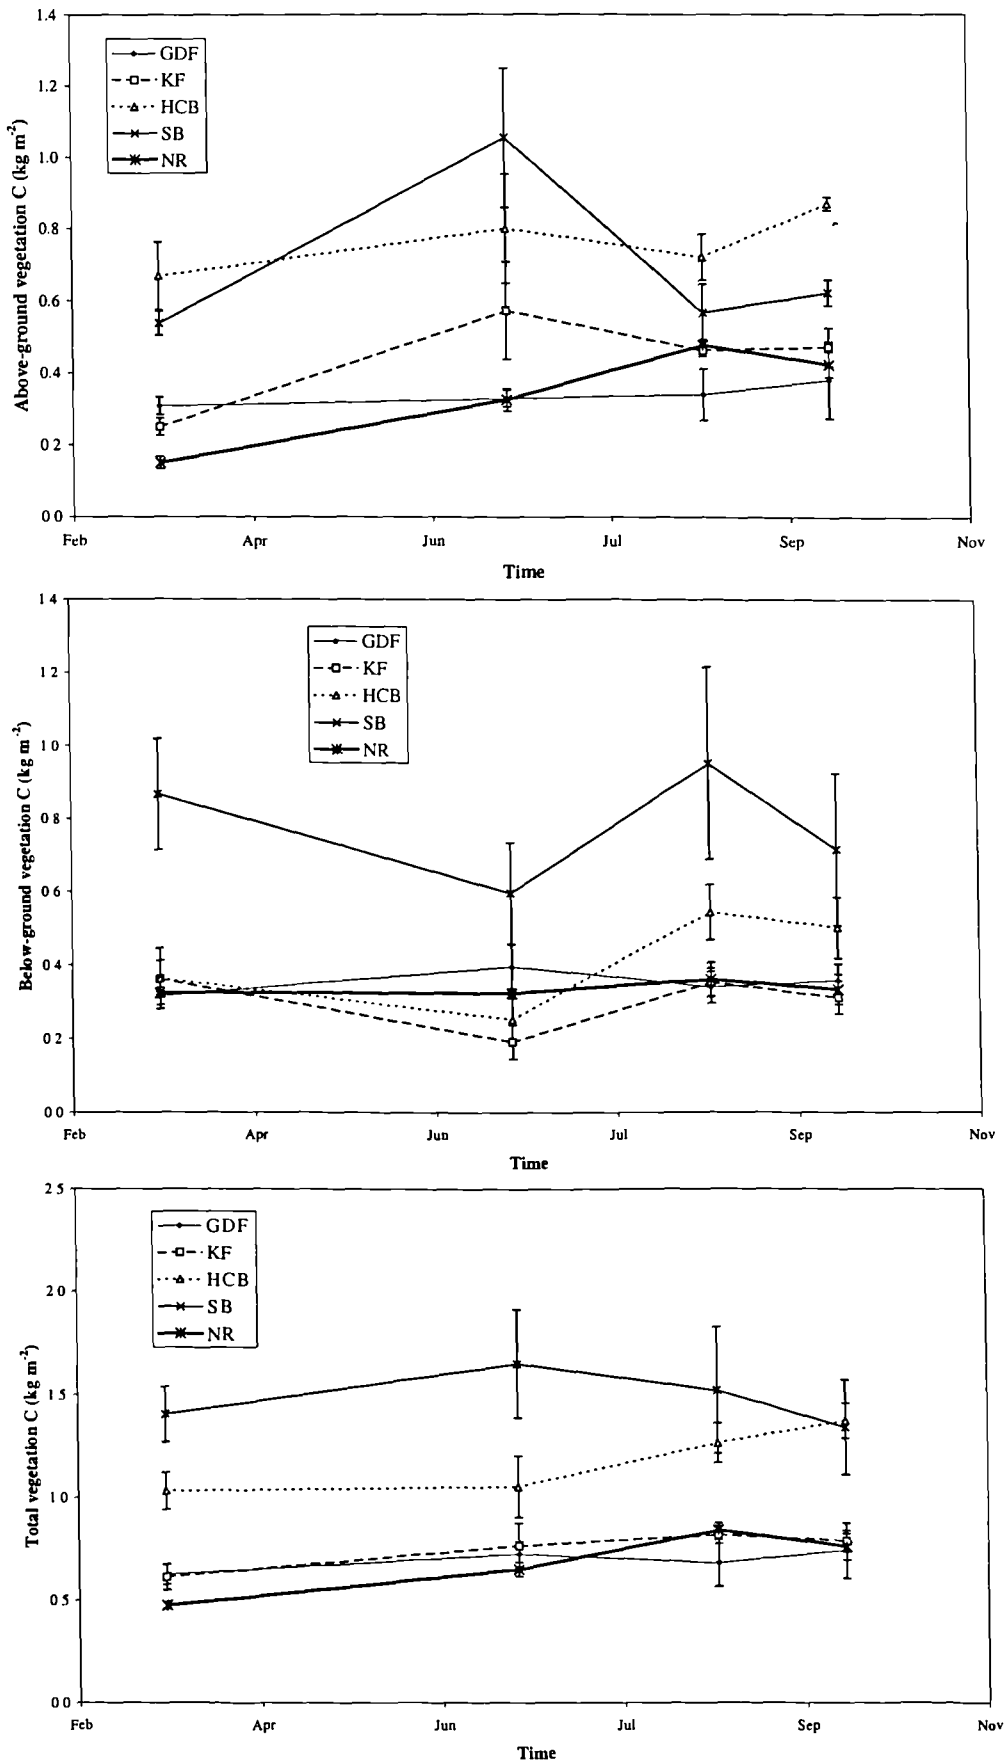 1.4
1.2
1.0
0.8
0.6
0.4
0 2
0 0
Above-ground vegetation C (kg m⁻²)
GDF
KF
HCB
SB
NR
Feb Apr Jun Jul Sep Nov
Time
1 4
1 2
1 0
0 8
0 6
0 4
0 2
0 0
Below-ground vegetation C (kg m⁻²)
GDF
KF
HCB
SB
NR
Feb Apr Jun Jul Sep Nov
Time
2 5
2 0
1 5
1 0
0 5
0 0
Total vegetation C (kg m⁻²)
GDF
KF
HCB
SB
NR
Feb Apr Jun Jul Sep Nov
Time